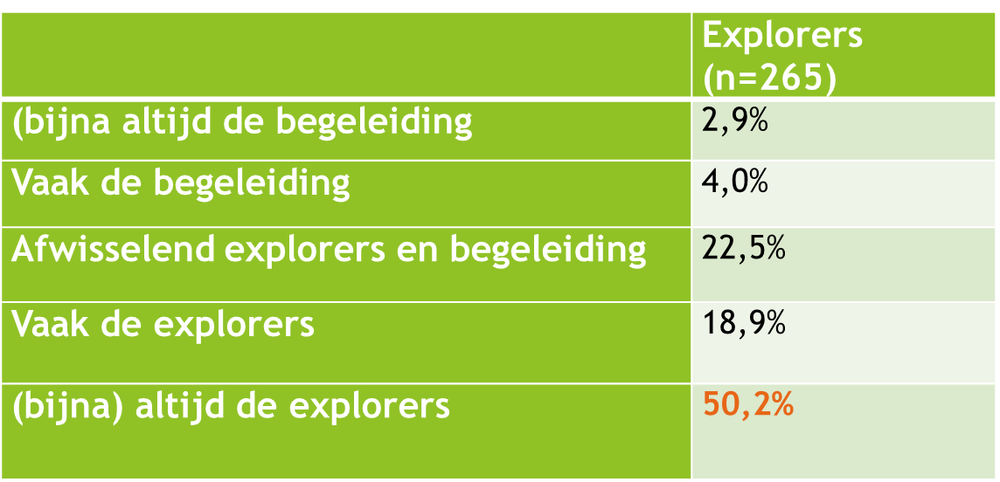 Explorers
(n=265)
(bijna altijd de begeleiding 2,9%
Vaak de begeleiding 4,0%
Afwisselend explorers en begeleiding 22,5%
Vaak de explorers 18,9%
(bijna) altijd de explorers 50,2%